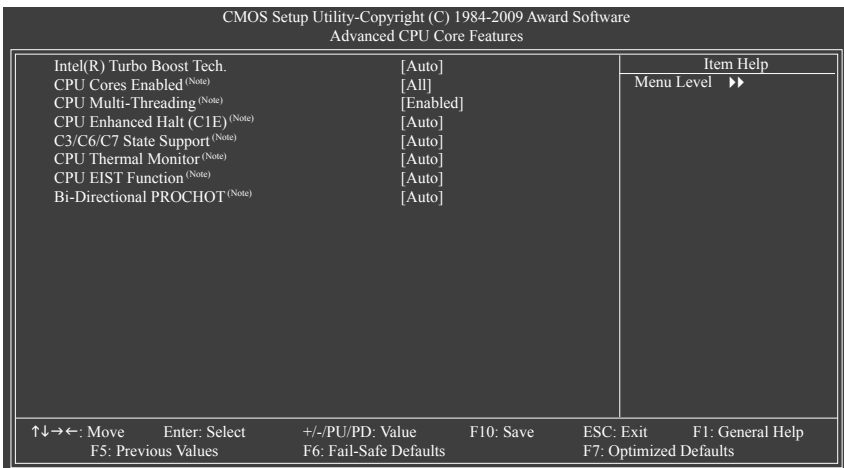 CMOS Setup Utility-Copyright (C) 1984-2009 Award Software
Advanced CPU Core Features
Intel(R) Turbo Boost Tech. [Auto]
CPU Cores Enabled (Note) [All]
CPU Multi-Threading (Note) [Enabled]
CPU Enhanced Halt (C1E) (Note) [Auto]
C3/C6/C7 State Support (Note) [Auto]
CPU Thermal Monitor (Note) [Auto]
CPU EIST Function (Note) [Auto]
Bi-Directional PROCHOT (Note) [Auto]
Item Help
Menu Level ▶▶
↑↓→←: Move Enter: Select +/-/PU/PD: Value F10: Save ESC: Exit F1: General Help
F5: Previous Values F6: Fail-Safe Defaults F7: Optimized Defaults